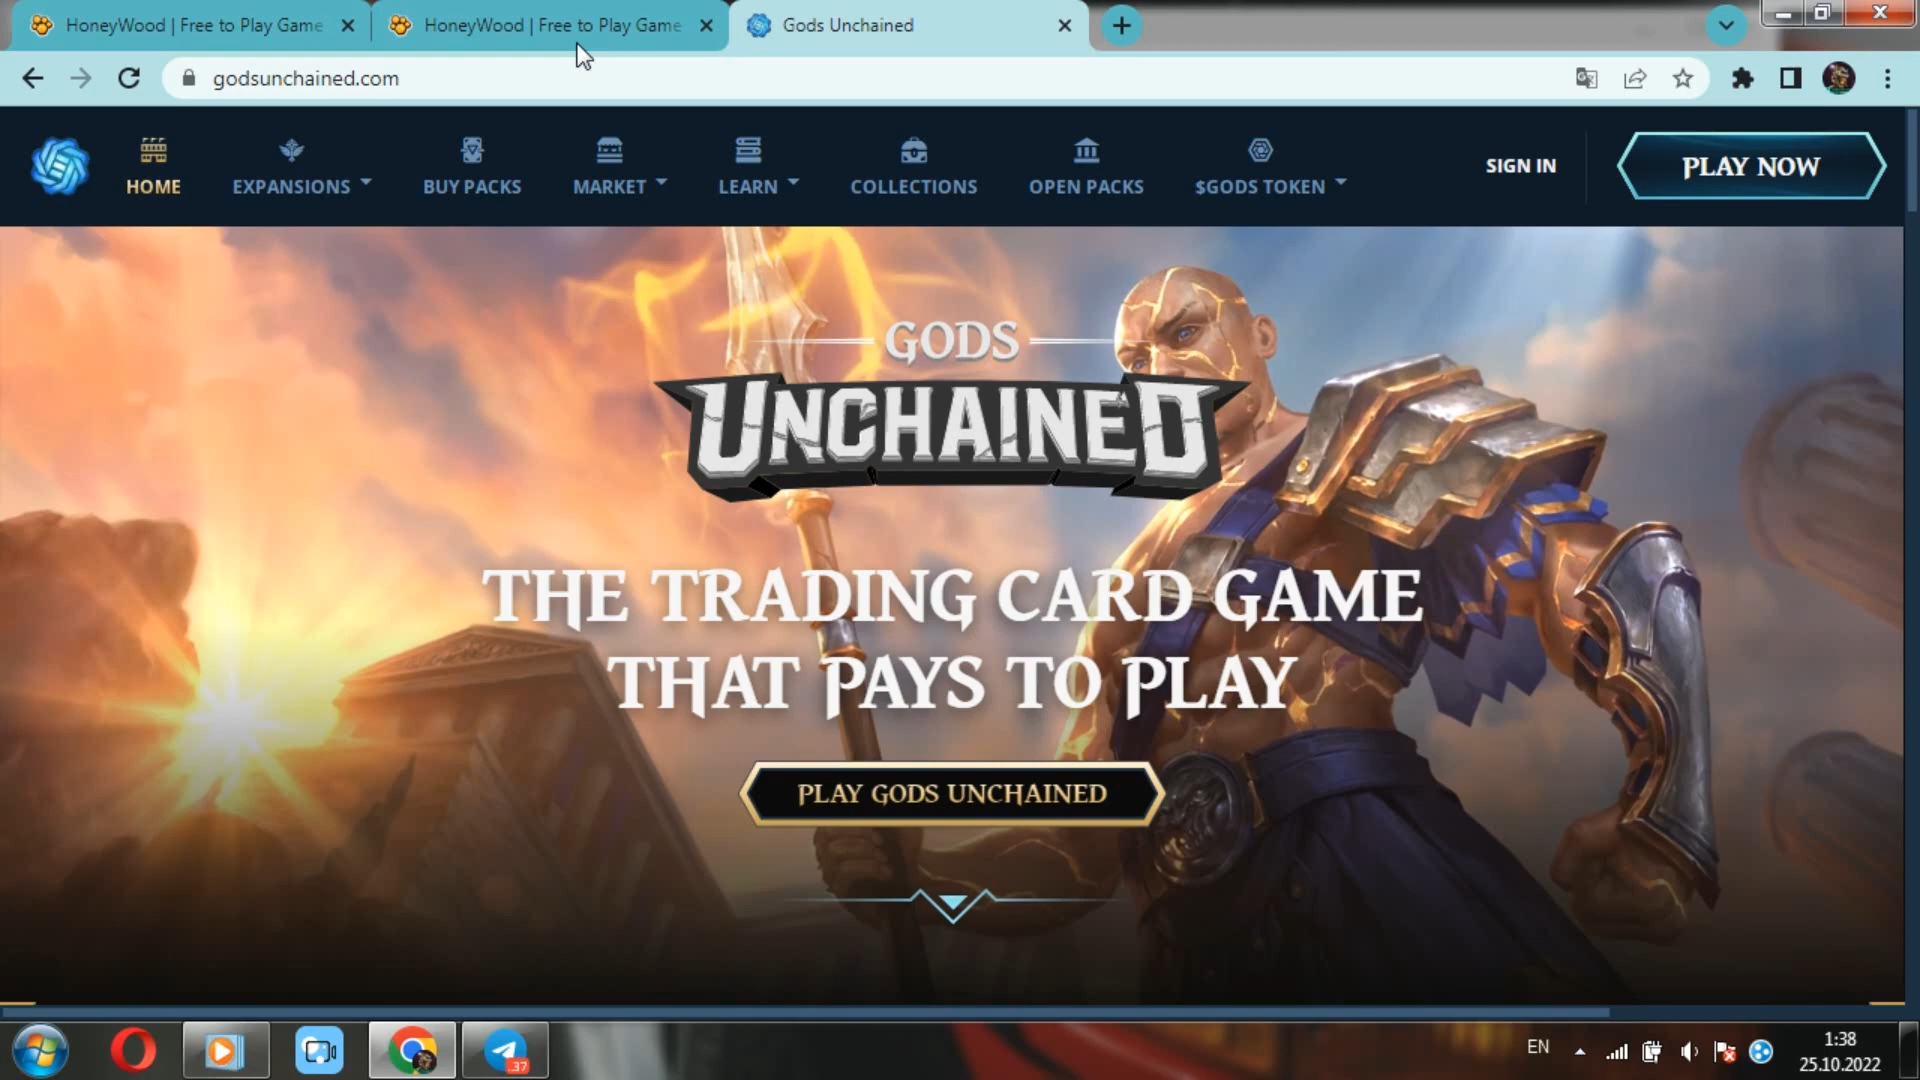 HoneyWood | Free to Play Game
HoneyWood | Free to Play Game
Gods Unchained
godsunchained.com
HOME
EXPANSIONS
BUY PACKS
MARKET
LEARN
COLLECTIONS
OPEN PACKS
$GODS TOKEN
SIGN IN
PLAY NOW
GODS
UNCHAINED
THE TRADING CARD GAME
THAT PAYS TO PLAY
PLAY GODS UNCHAINED
37
EN
1:38
25.10.2022